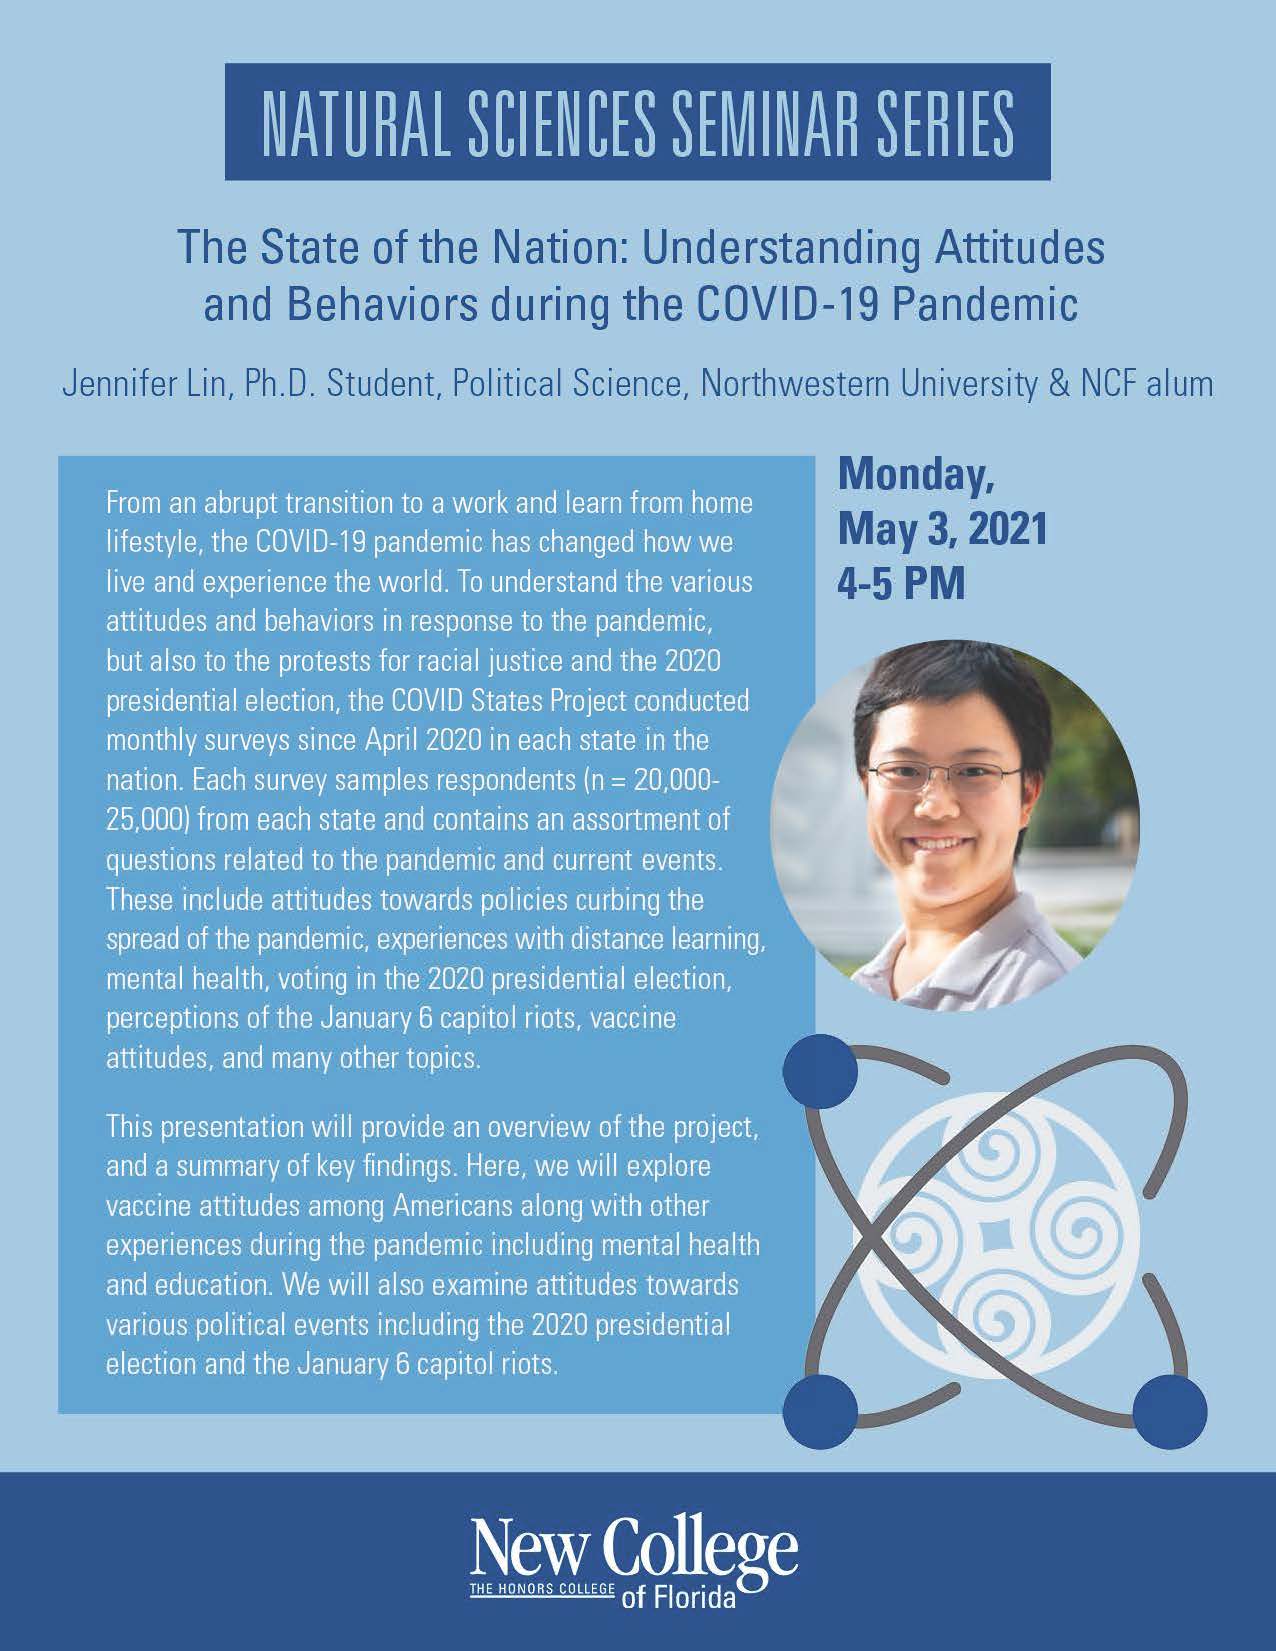 NATURAL SCIENCES SEMINAR SERIES
The State of the Nation: Understanding Attitudes
and Behaviors during the COVID-19 Pandemic
Jennifer Lin, Ph.D. Student, Political Science, Northwestern University & NCF alum
From an abrupt transition to a work and learn from home
lifestyle, the COVID-19 pandemic has changed how we
live and experience the world. To understand the various
attitudes and behaviors in response to the pandemic,
but also to the protests for racial justice and the 2020
presidential election, the COVID States Project conducted
monthly surveys since April 2020 in each state in the
nation. Each survey samples respondents (n = 20,000-
25,000) from each state and contains an assortment of
questions related to the pandemic and current events.
These include attitudes towards policies curbing the
spread of the pandemic, experiences with distance learning,
mental health, voting in the 2020 presidential election,
perceptions of the January 6 capitol riots, vaccine
attitudes, and many other topics.
This presentation will provide an overview of the project,
and a summary of key findings. Here, we will explore
vaccine attitudes among Americans along with other
experiences during the pandemic including mental health
and education. We will also examine attitudes towards
various political events including the 2020 presidential
election and the January 6 capitol riots.
Monday,
May 3, 2021
4-5 PM
New College
THE HONORS COLLEGE of Florida